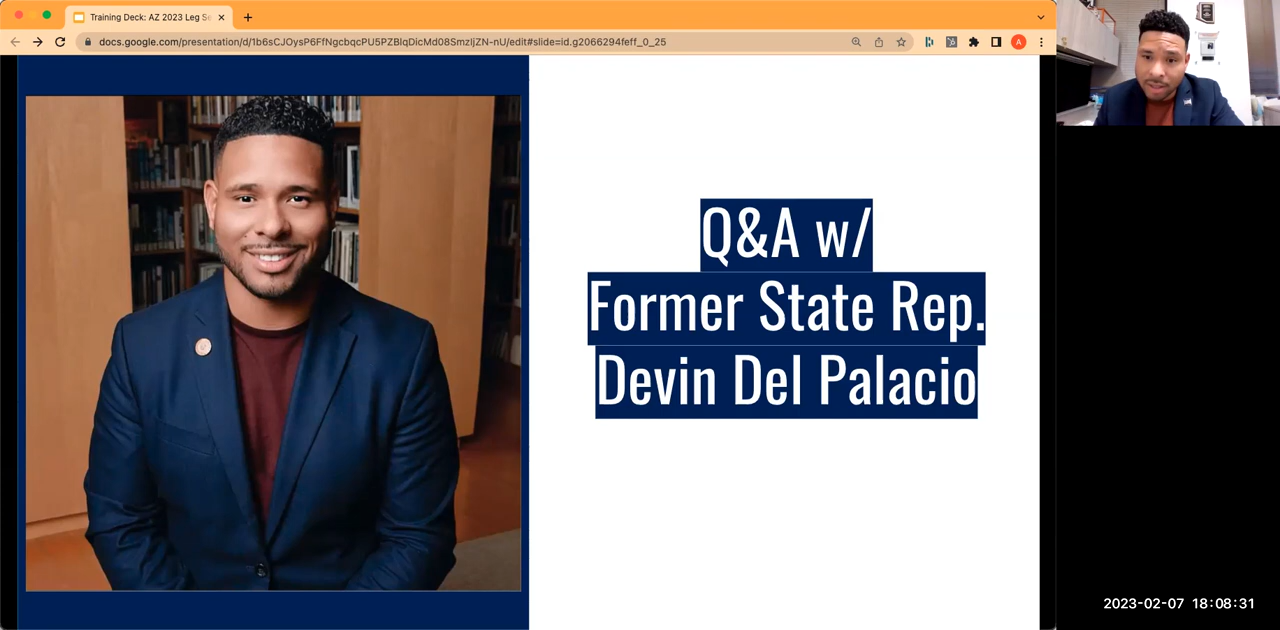 Training Deck: AZ 2023 Leg Se
docs.google.com/presentation/d/1b6sCJOysP6FfNgcbqcPU5PZBlqDicMd08SmzIjZN-nU/edit#slide=id.g2066294feff_0_25
A
Q&A w/
Former State Rep.
Devin Del Palacio
2023-02-07 18:08:31